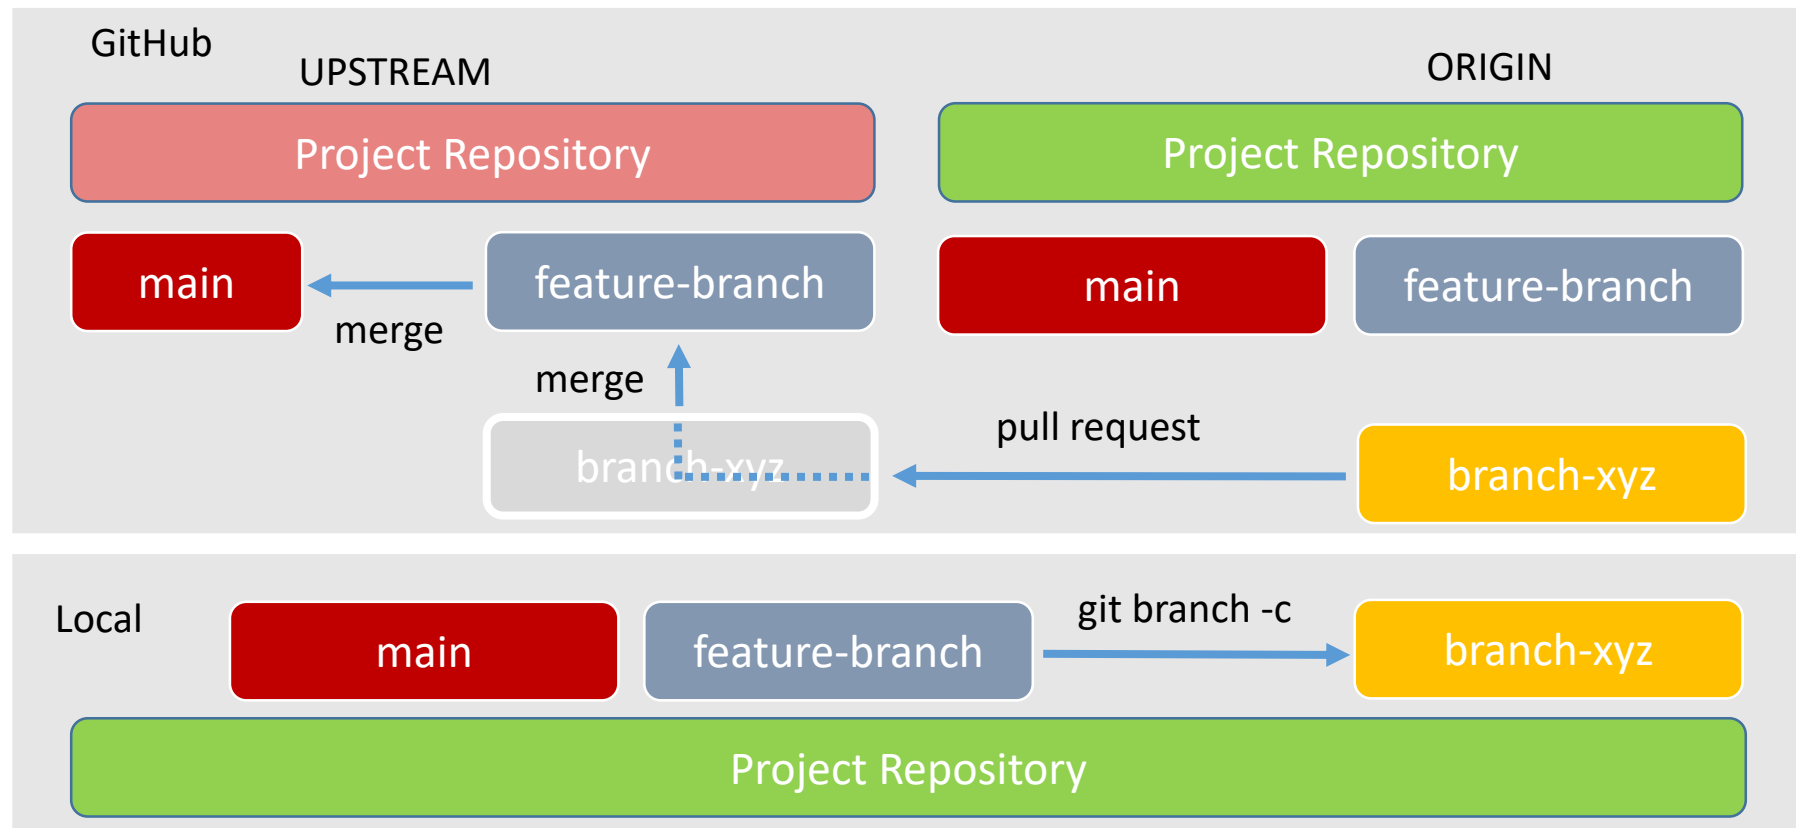 GitHub
UPSTREAM
ORIGIN
Project Repository
Project Repository
main
feature-branch
main
feature-branch
merge
merge
pull request
branch-xyz
branch-xyz
Local
git branch -c
main
feature-branch
branch-xyz
Project Repository